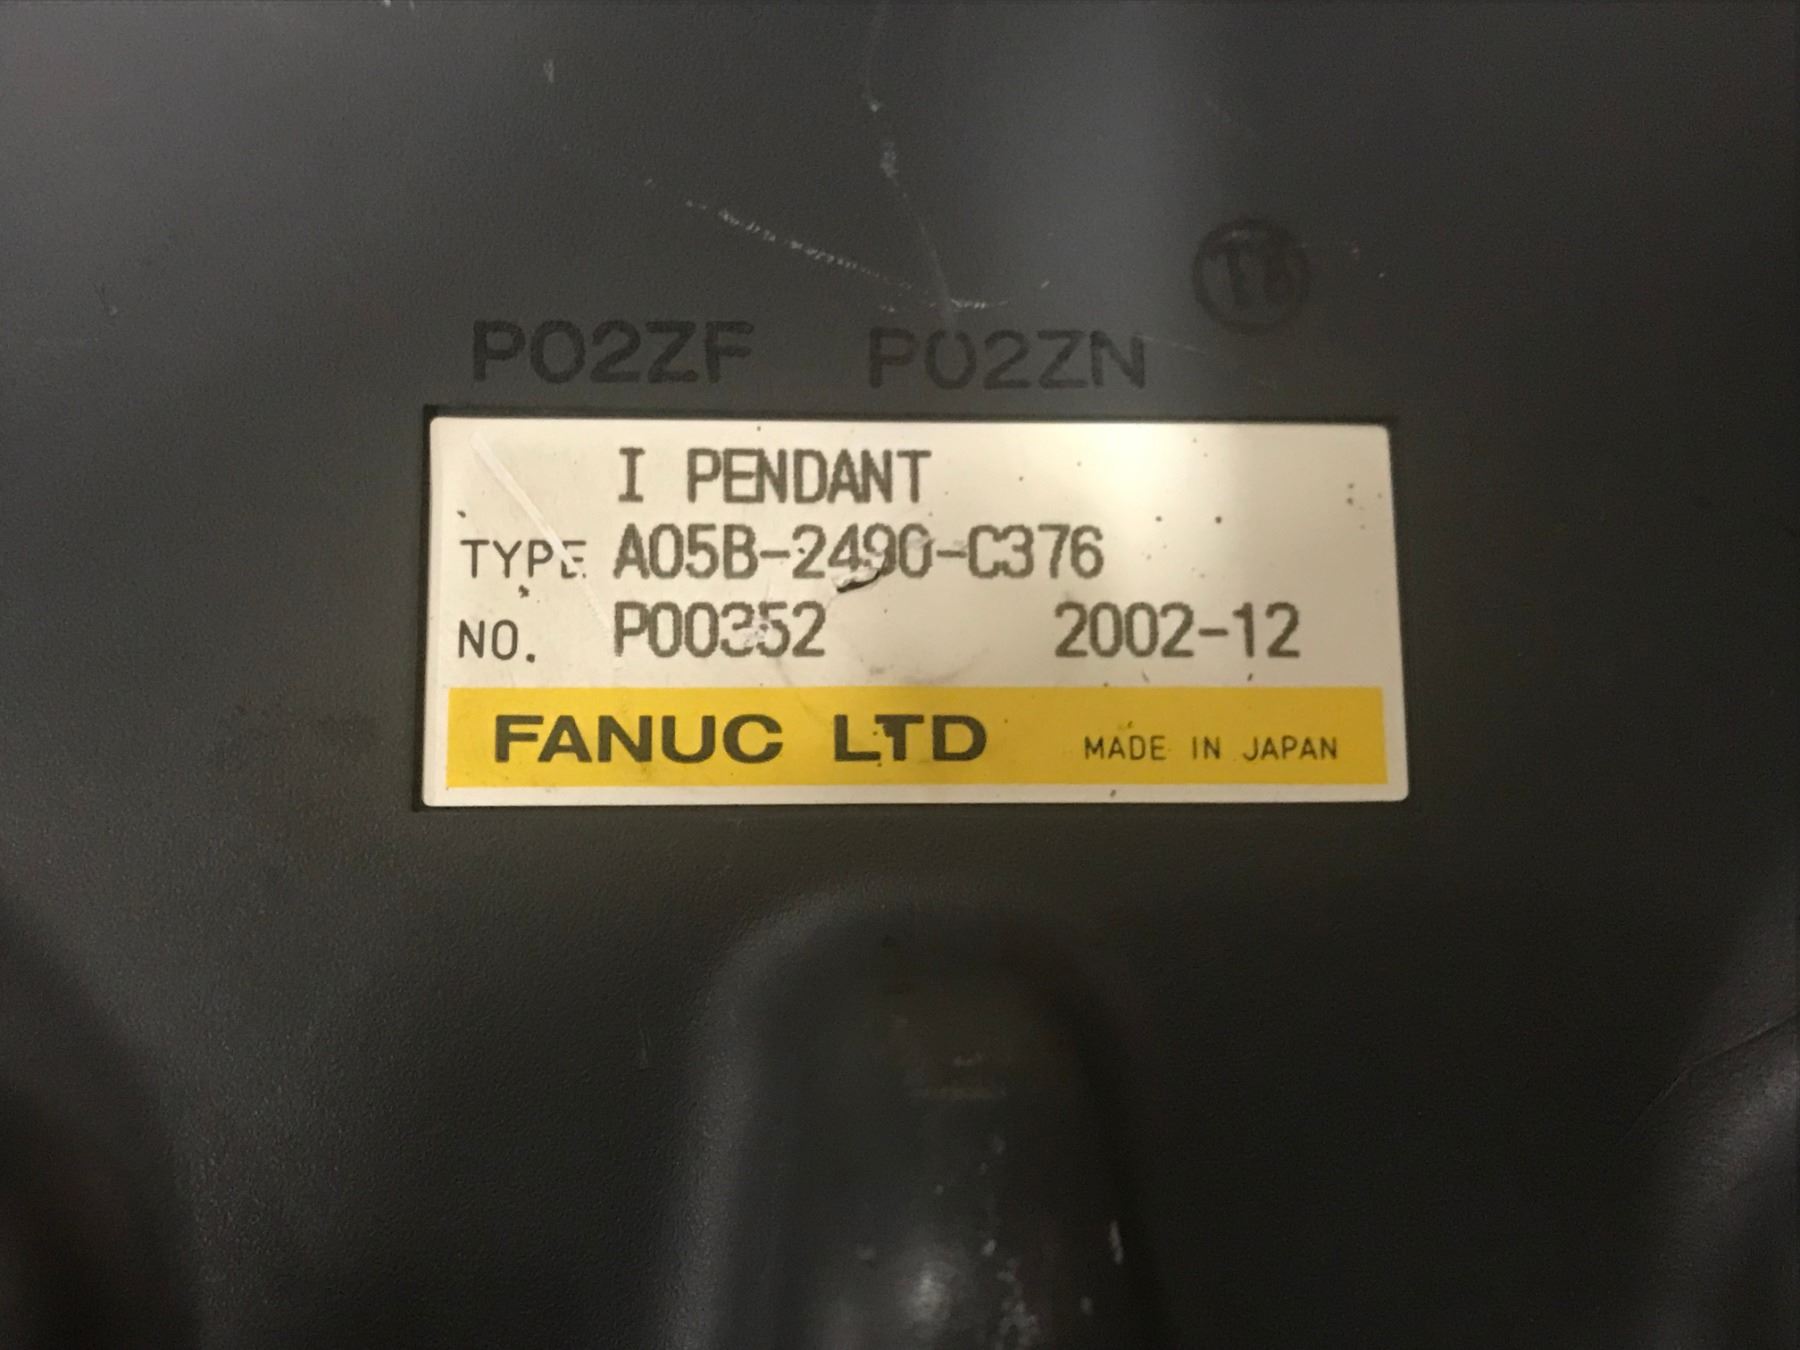 P02ZF P02ZN
I PENDANT
TYPE A05B-2490-C376
NO. P00352 2002-12
FANUC LTD MADE IN JAPAN